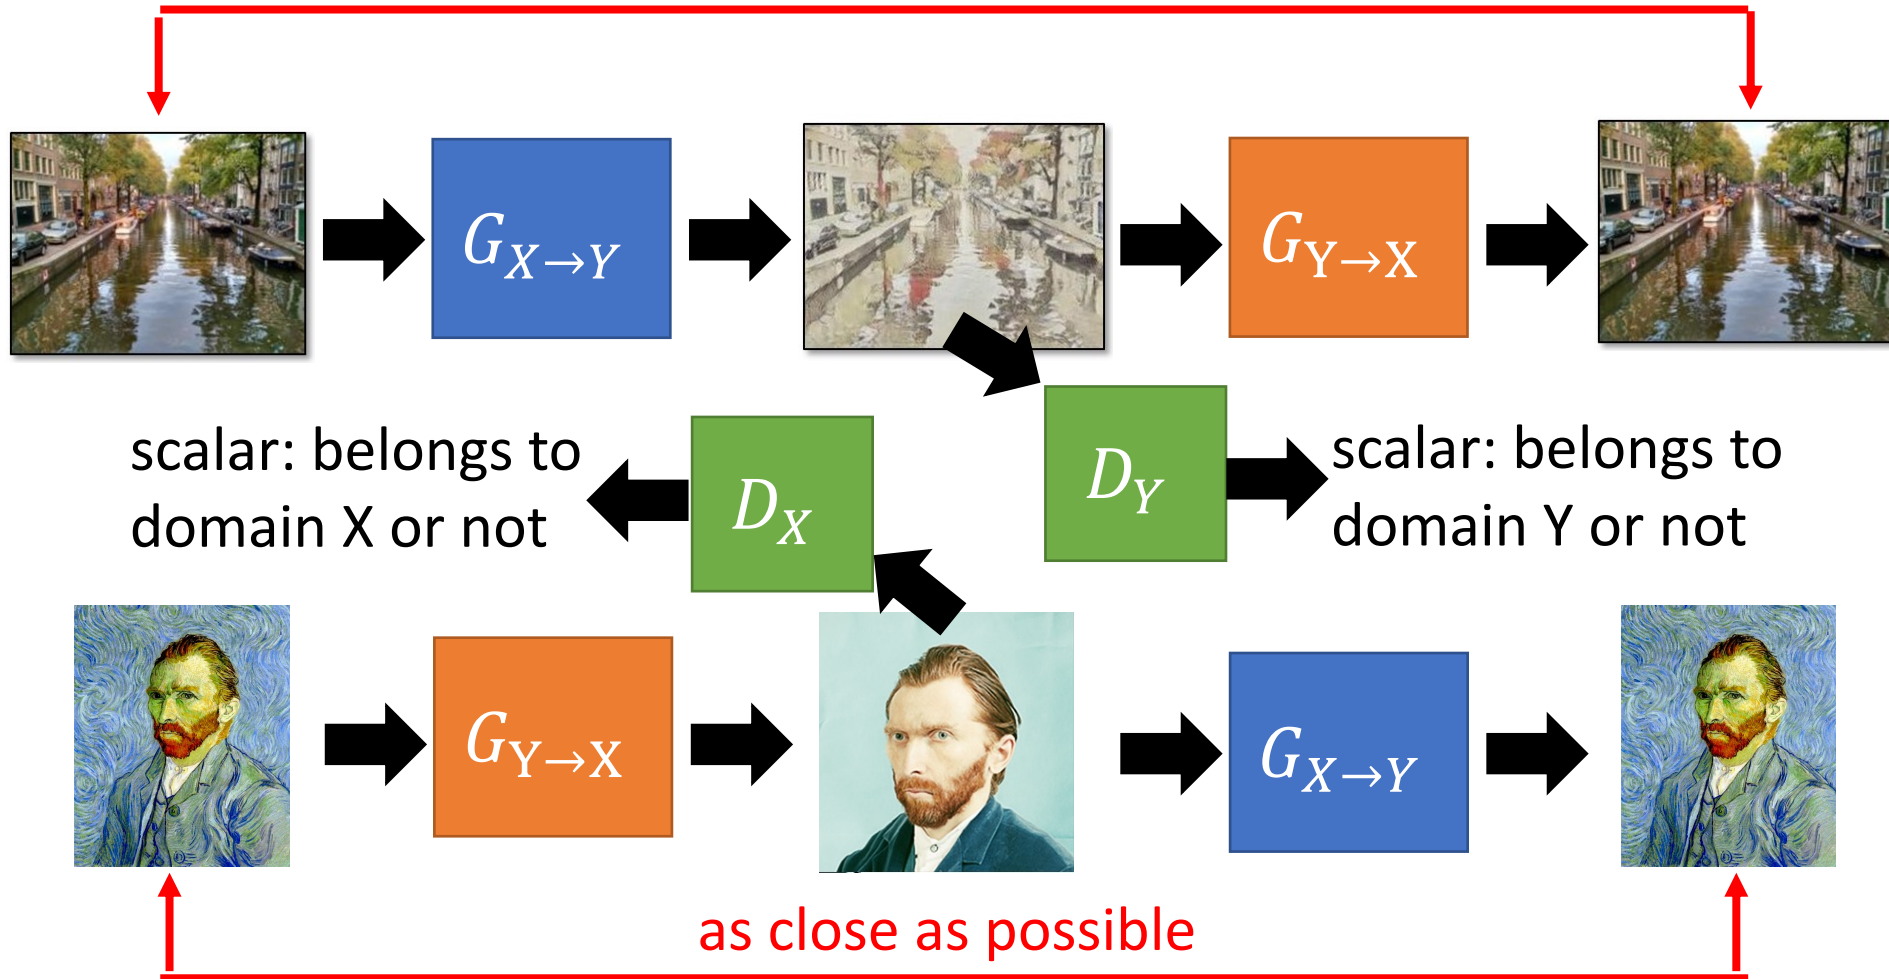 G_{X→Y}
G_{Y→X}
scalar: belongs to
domain X or not
D_X
D_Y
scalar: belongs to
domain Y or not
G_{Y→X}
G_{X→Y}
as close as possible